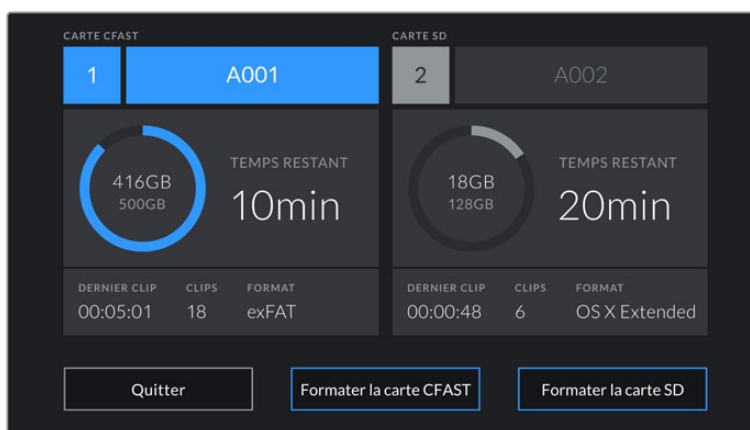 CARTE CFAST
1 A001
416GB
500GB
TEMPS RESTANT
10min
DERNIER CLIP CLIPS FORMAT
00:05:01 18 exFAT
CARTE SD
2 A002
18GB
128GB
TEMPS RESTANT
20min
DERNIER CLIP CLIPS FORMAT
00:00:48 6 OS X Extended
Quitter
Formater la carte CFAST
Formater la carte SD